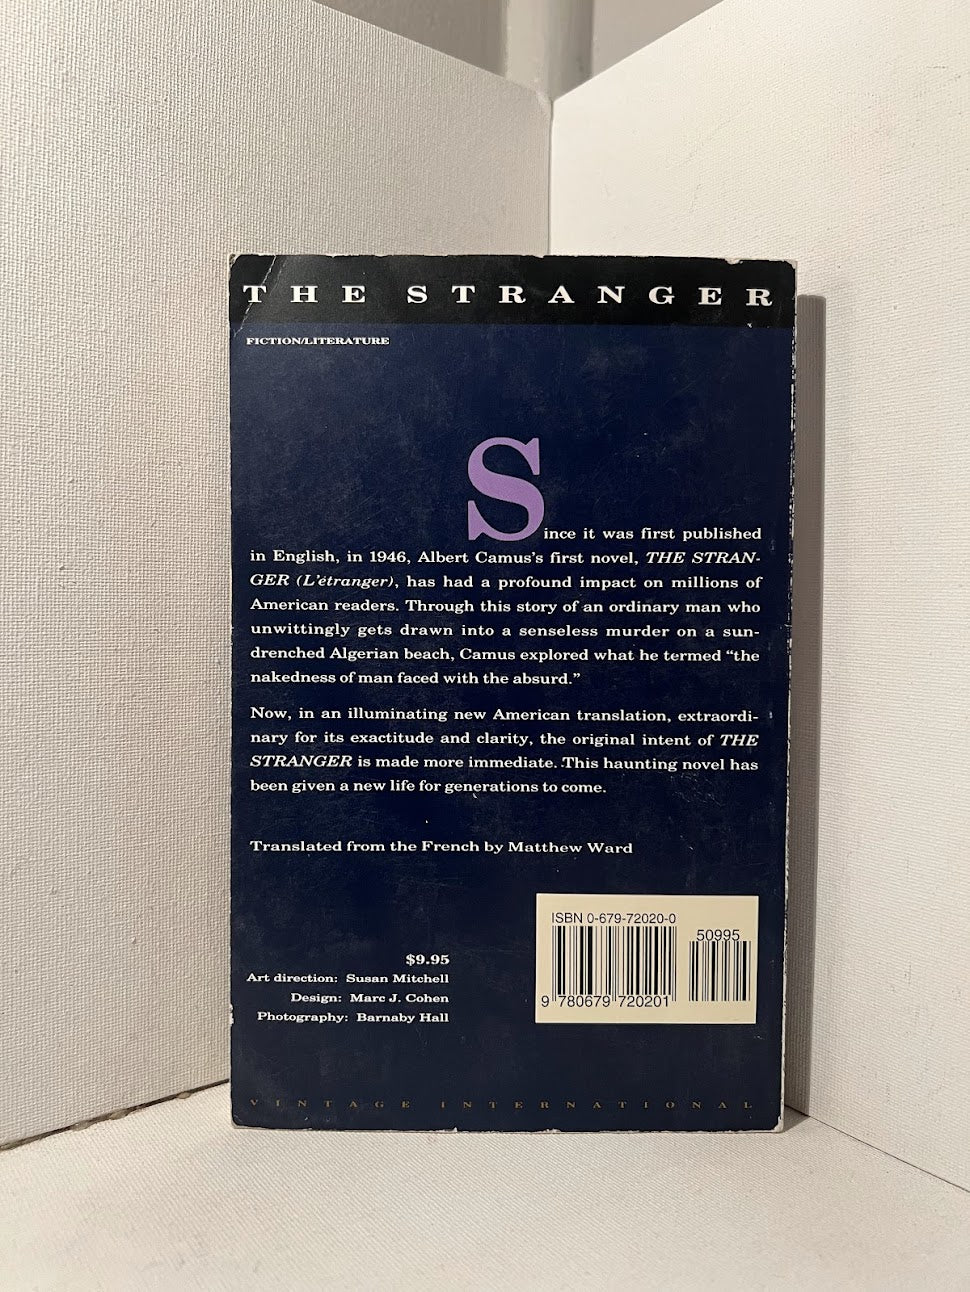 THE STRANGER
FICTION/LITERATURE
Since it was first published
in English, in 1946, Albert Camus's first novel, THE STRAN-
GER (L'étranger), has had a profound impact on millions of
American readers. Through this story of an ordinary man who
unwittingly gets drawn into a senseless murder on a sun-
drenched Algerian beach, Camus explored what he termed “the
nakedness of man faced with the absurd.”
Now, in an illuminating new American translation, extraordi-
nary for its exactitude and clarity, the original intent of THE
STRANGER is made more immediate. This haunting novel has
been given a new life for generations to come.
Translated from the French by Matthew Ward
$9.95
Art direction: Susan Mitchell
Design: Marc J. Cohen
Photography: Barnaby Hall
ISBN 0-679-72020-0
50995
9 780679 720201
VINTAGE INTERNATIONAL